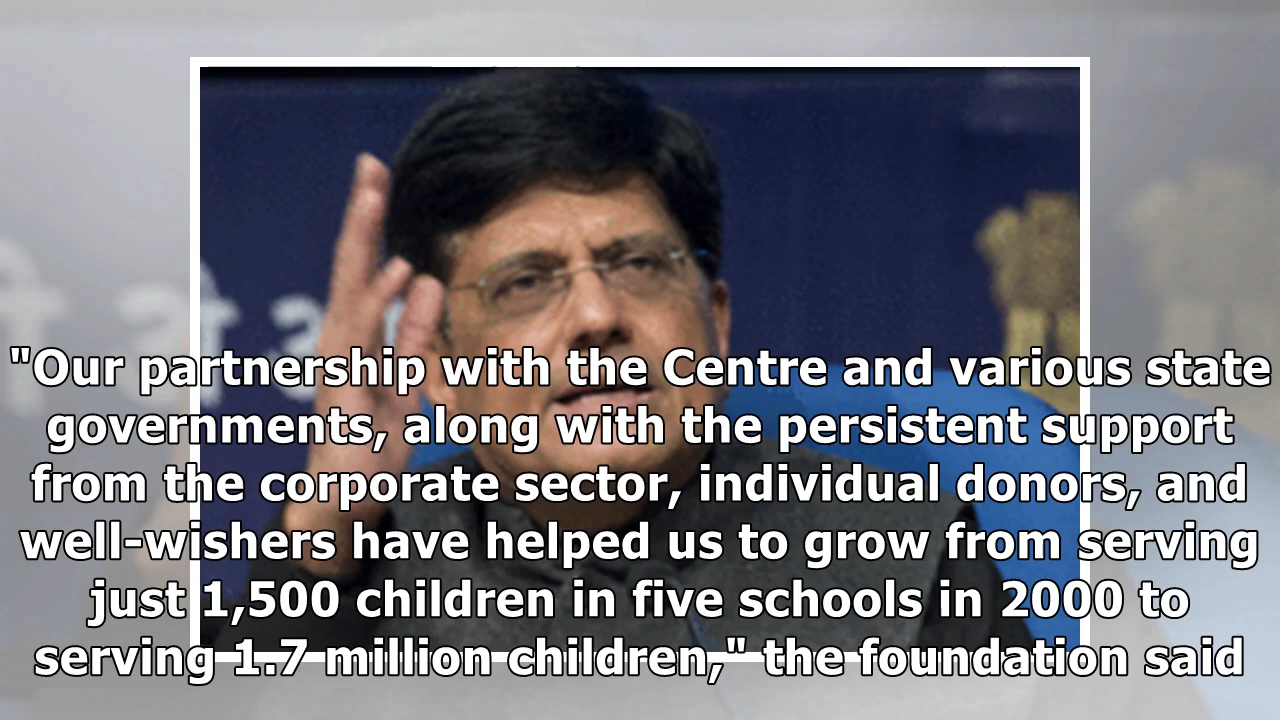 "Our partnership with the Centre and various state
governments, along with the persistent support
from the corporate sector, individual donors, and
well-wishers have helped us to grow from serving
just 1,500 children in five schools in 2000 to
serving 1.7 million children," the foundation said